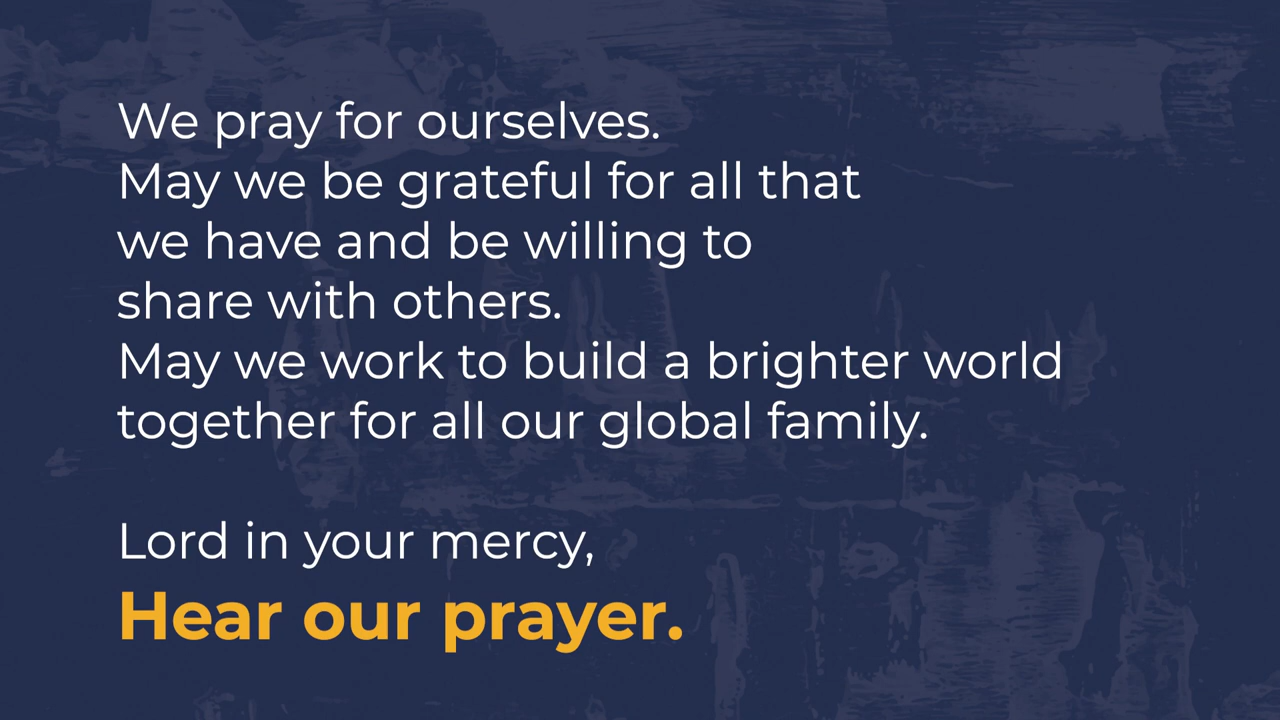 We pray for ourselves.
May we be grateful for all that
we have and be willing to
share with others.
May we work to build a brighter world
together for all our global family.
Lord in your mercy,
Hear our prayer.